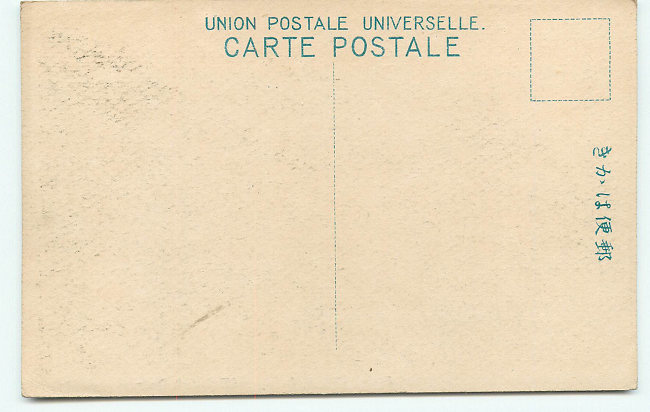 UNION POSTALE UNIVERSELLE.
CARTE POSTALE
郵便はかき